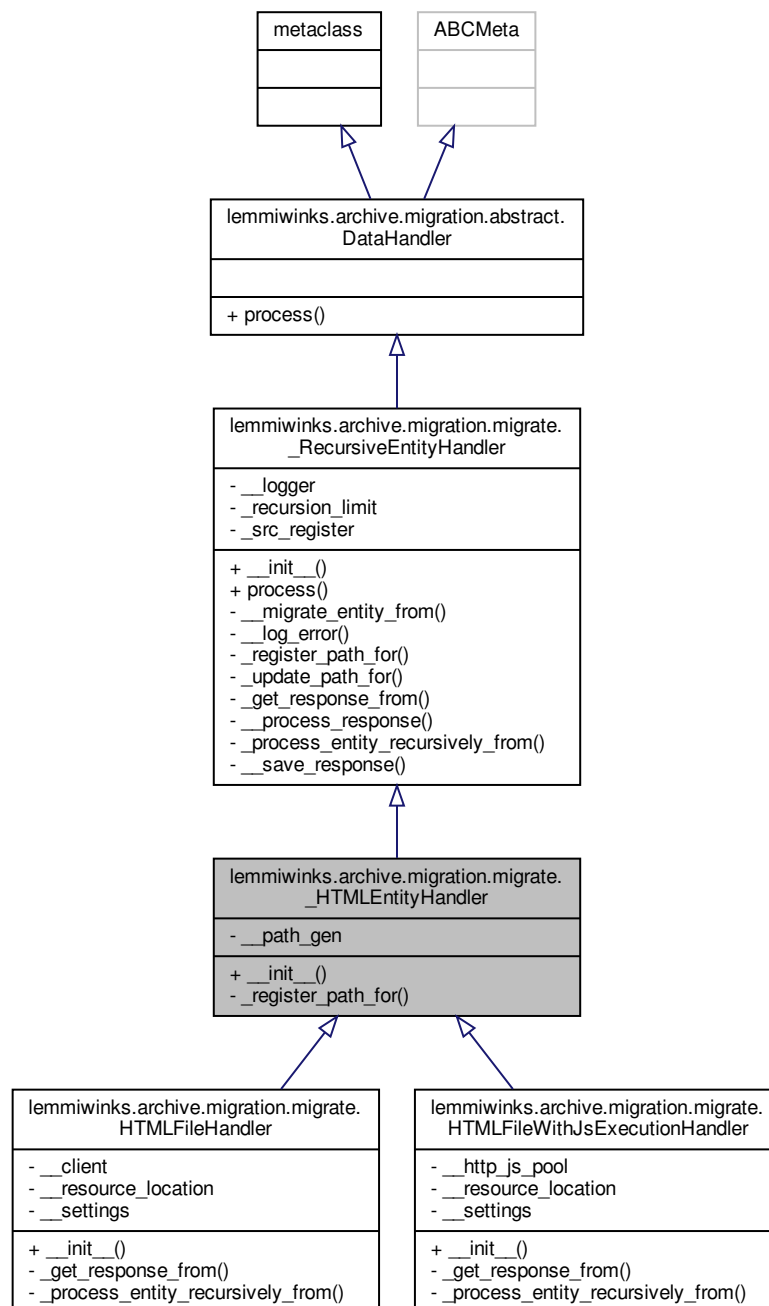 metaclass
ABCMeta
lemmiwinks.archive.migration.abstract.
DataHandler
+ process()
lemmiwinks.archive.migration.migrate.
_RecursiveEntityHandler
- __logger
- _recursion_limit
- _src_register
+ __init__()
+ process()
- __migrate_entity_from()
- __log_error()
- _register_path_for()
- _update_path_for()
- _get_response_from()
- __process_response()
- _process_entity_recursively_from()
- __save_response()
lemmiwinks.archive.migration.migrate.
_HTMLEntityHandler
- __path_gen
+ __init__()
- _register_path_for()
lemmiwinks.archive.migration.migrate.
HTMLFileHandler
- __client
- __resource_location
- __settings
+ __init__()
- _get_response_from()
- _process_entity_recursively_from()
lemmiwinks.archive.migration.migrate.
HTMLFileWithJsExecutionHandler
- __http_js_pool
- __resource_location
- __settings
+ __init__()
- _get_response_from()
- _process_entity_recursively_from()